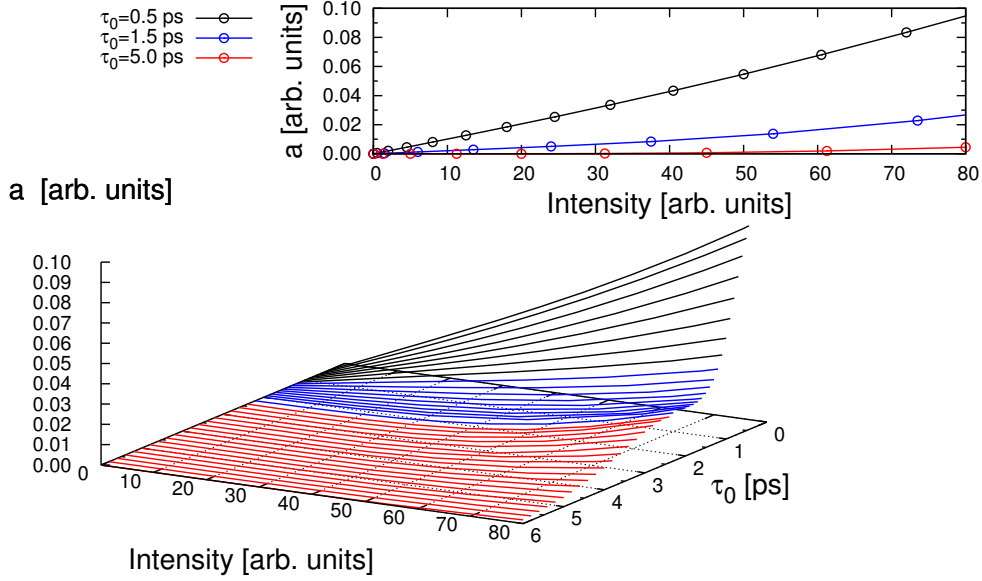 τ0=0.5 ps
τ0=1.5 ps
τ0=5.0 ps
a [arb. units]
0.10
0.08
0.06
0.04
0.02
0.00
0 10 20 30 40 50 60 70 80
Intensity [arb. units]
a [arb. units]
0.10
0.09
0.08
0.07
0.06
0.05
0.04
0.03
0.02
0.01
0.00
0 10 20 30 40 50 60 70 80
Intensity [arb. units]
0
1
2
3
4
5
6
τ0 [ps]